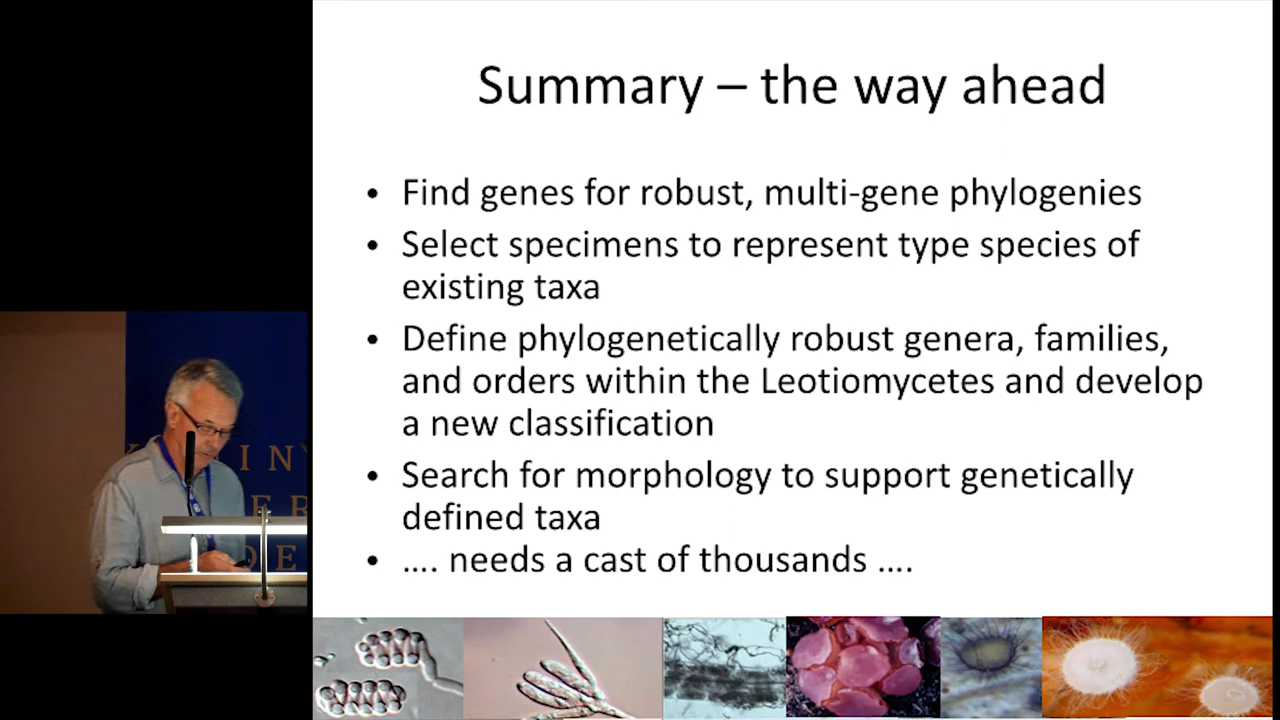 Summary – the way ahead
• Find genes for robust, multi-gene phylogenies
• Select specimens to represent type species of
existing taxa
• Define phylogenetically robust genera, families,
and orders within the Leotiomycetes and develop
a new classification
• Search for morphology to support genetically
defined taxa
• .... needs a cast of thousands ....